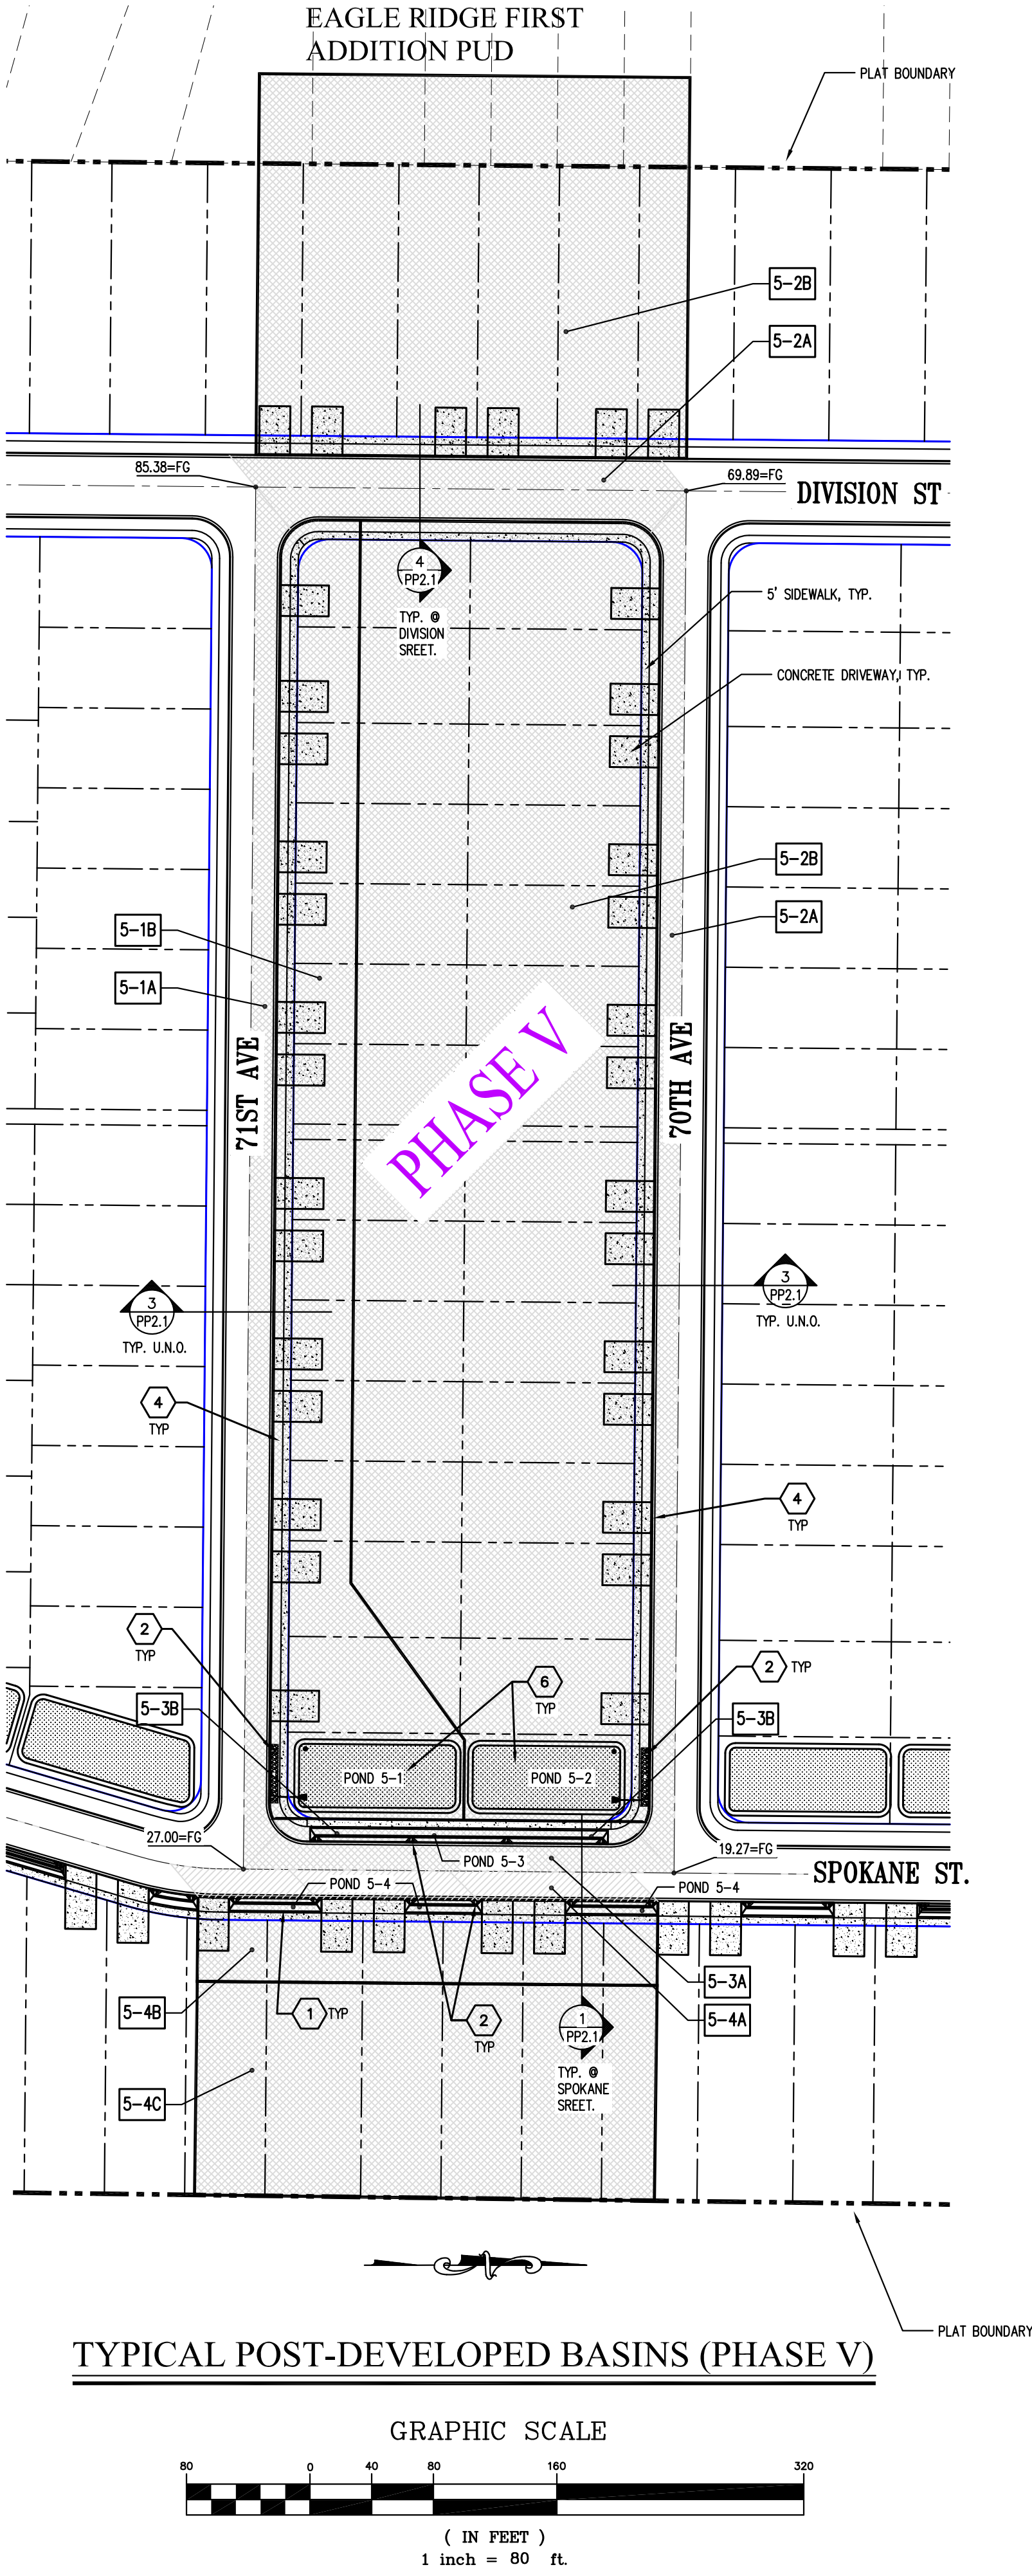 EAGLE RIDGE FIRST
ADDITION PUD
PLAT BOUNDARY
5-2B
5-2A
85.38=FG
69.89=FG
DIVISION ST
4
PP2.1
TYP. @
DIVISION
SREET.
5' SIDEWALK, TYP.
CONCRETE DRIVEWAY, TYP.
5-2B
5-1B
5-2A
5-1A
71ST AVE
PHASE V
70TH AVE
3
PP2.1
TYP. U.N.O.
3
PP2.1
TYP. U.N.O.
4
TYP
4
TYP
2
TYP
6
TYP
2
TYP
5-3B
5-3B
POND 5-1
POND 5-2
27.00=FG
19.27=FG
POND 5-3
SPOKANE ST.
POND 5-4
POND 5-4
5-3A
5-4B
1
TYP
2
TYP
1
PP2.1
5-4A
TYP. @
SPOKANE
SREET.
5-4C
PLAT BOUNDARY
TYPICAL POST-DEVELOPED BASINS (PHASE V)
GRAPHIC SCALE
80 0 40 80 160 320
( IN FEET )
1 inch = 80 ft.